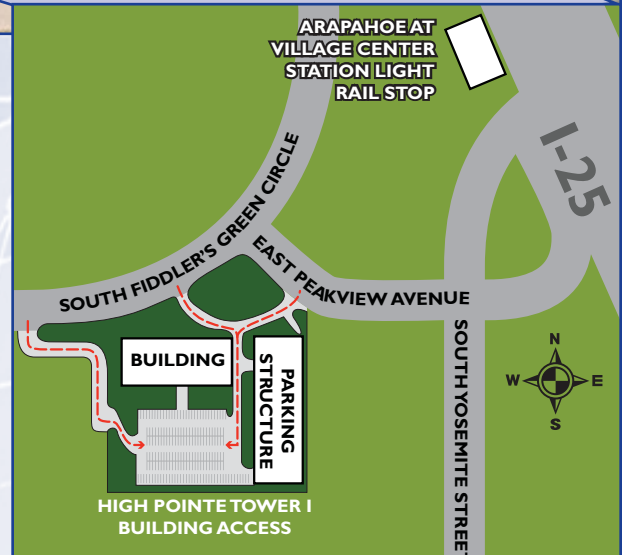 ARAPAHOE AT
VILLAGE CENTER
STATION LIGHT
RAIL STOP
I-25
SOUTH FIDDLER'S GREEN CIRCLE
EAST PEAKVIEW AVENUE
SOUTH YOSEMITE STREET
BUILDING
PARKING
STRUCTURE
N
W
E
S
HIGH POINTE TOWER I
BUILDING ACCESS